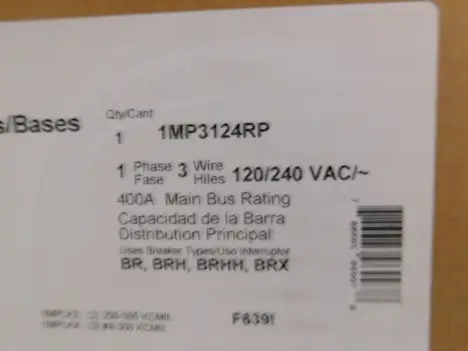 s/Bases
Qty/Cant
1 1MP3124RP
1 Phase 3 Wire 120/240 VAC/~
Fase Hiles
400A Main Bus Rating
Capacidad de la Barra
Distribution Principal
Uses Breaker Types/Uso Interruptor
BR, BRH, BRHH, BRX